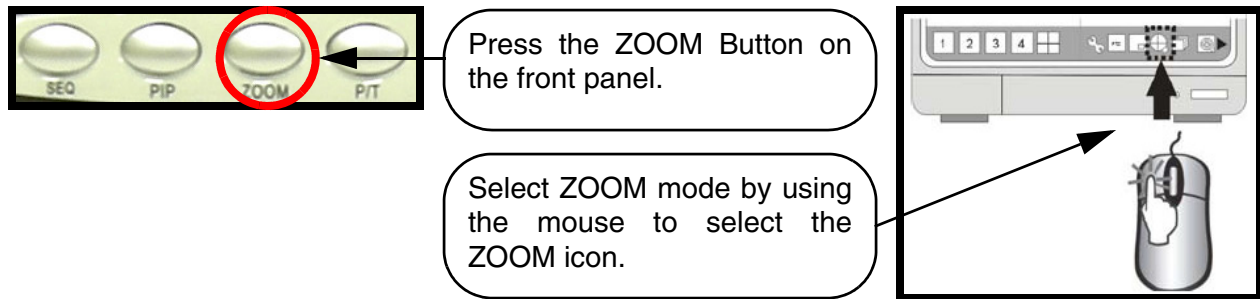 SEQ PIP ZOOM P/T
Press the ZOOM Button on
the front panel.
1 2 3 4
Select ZOOM mode by using
the mouse to select the
ZOOM icon.